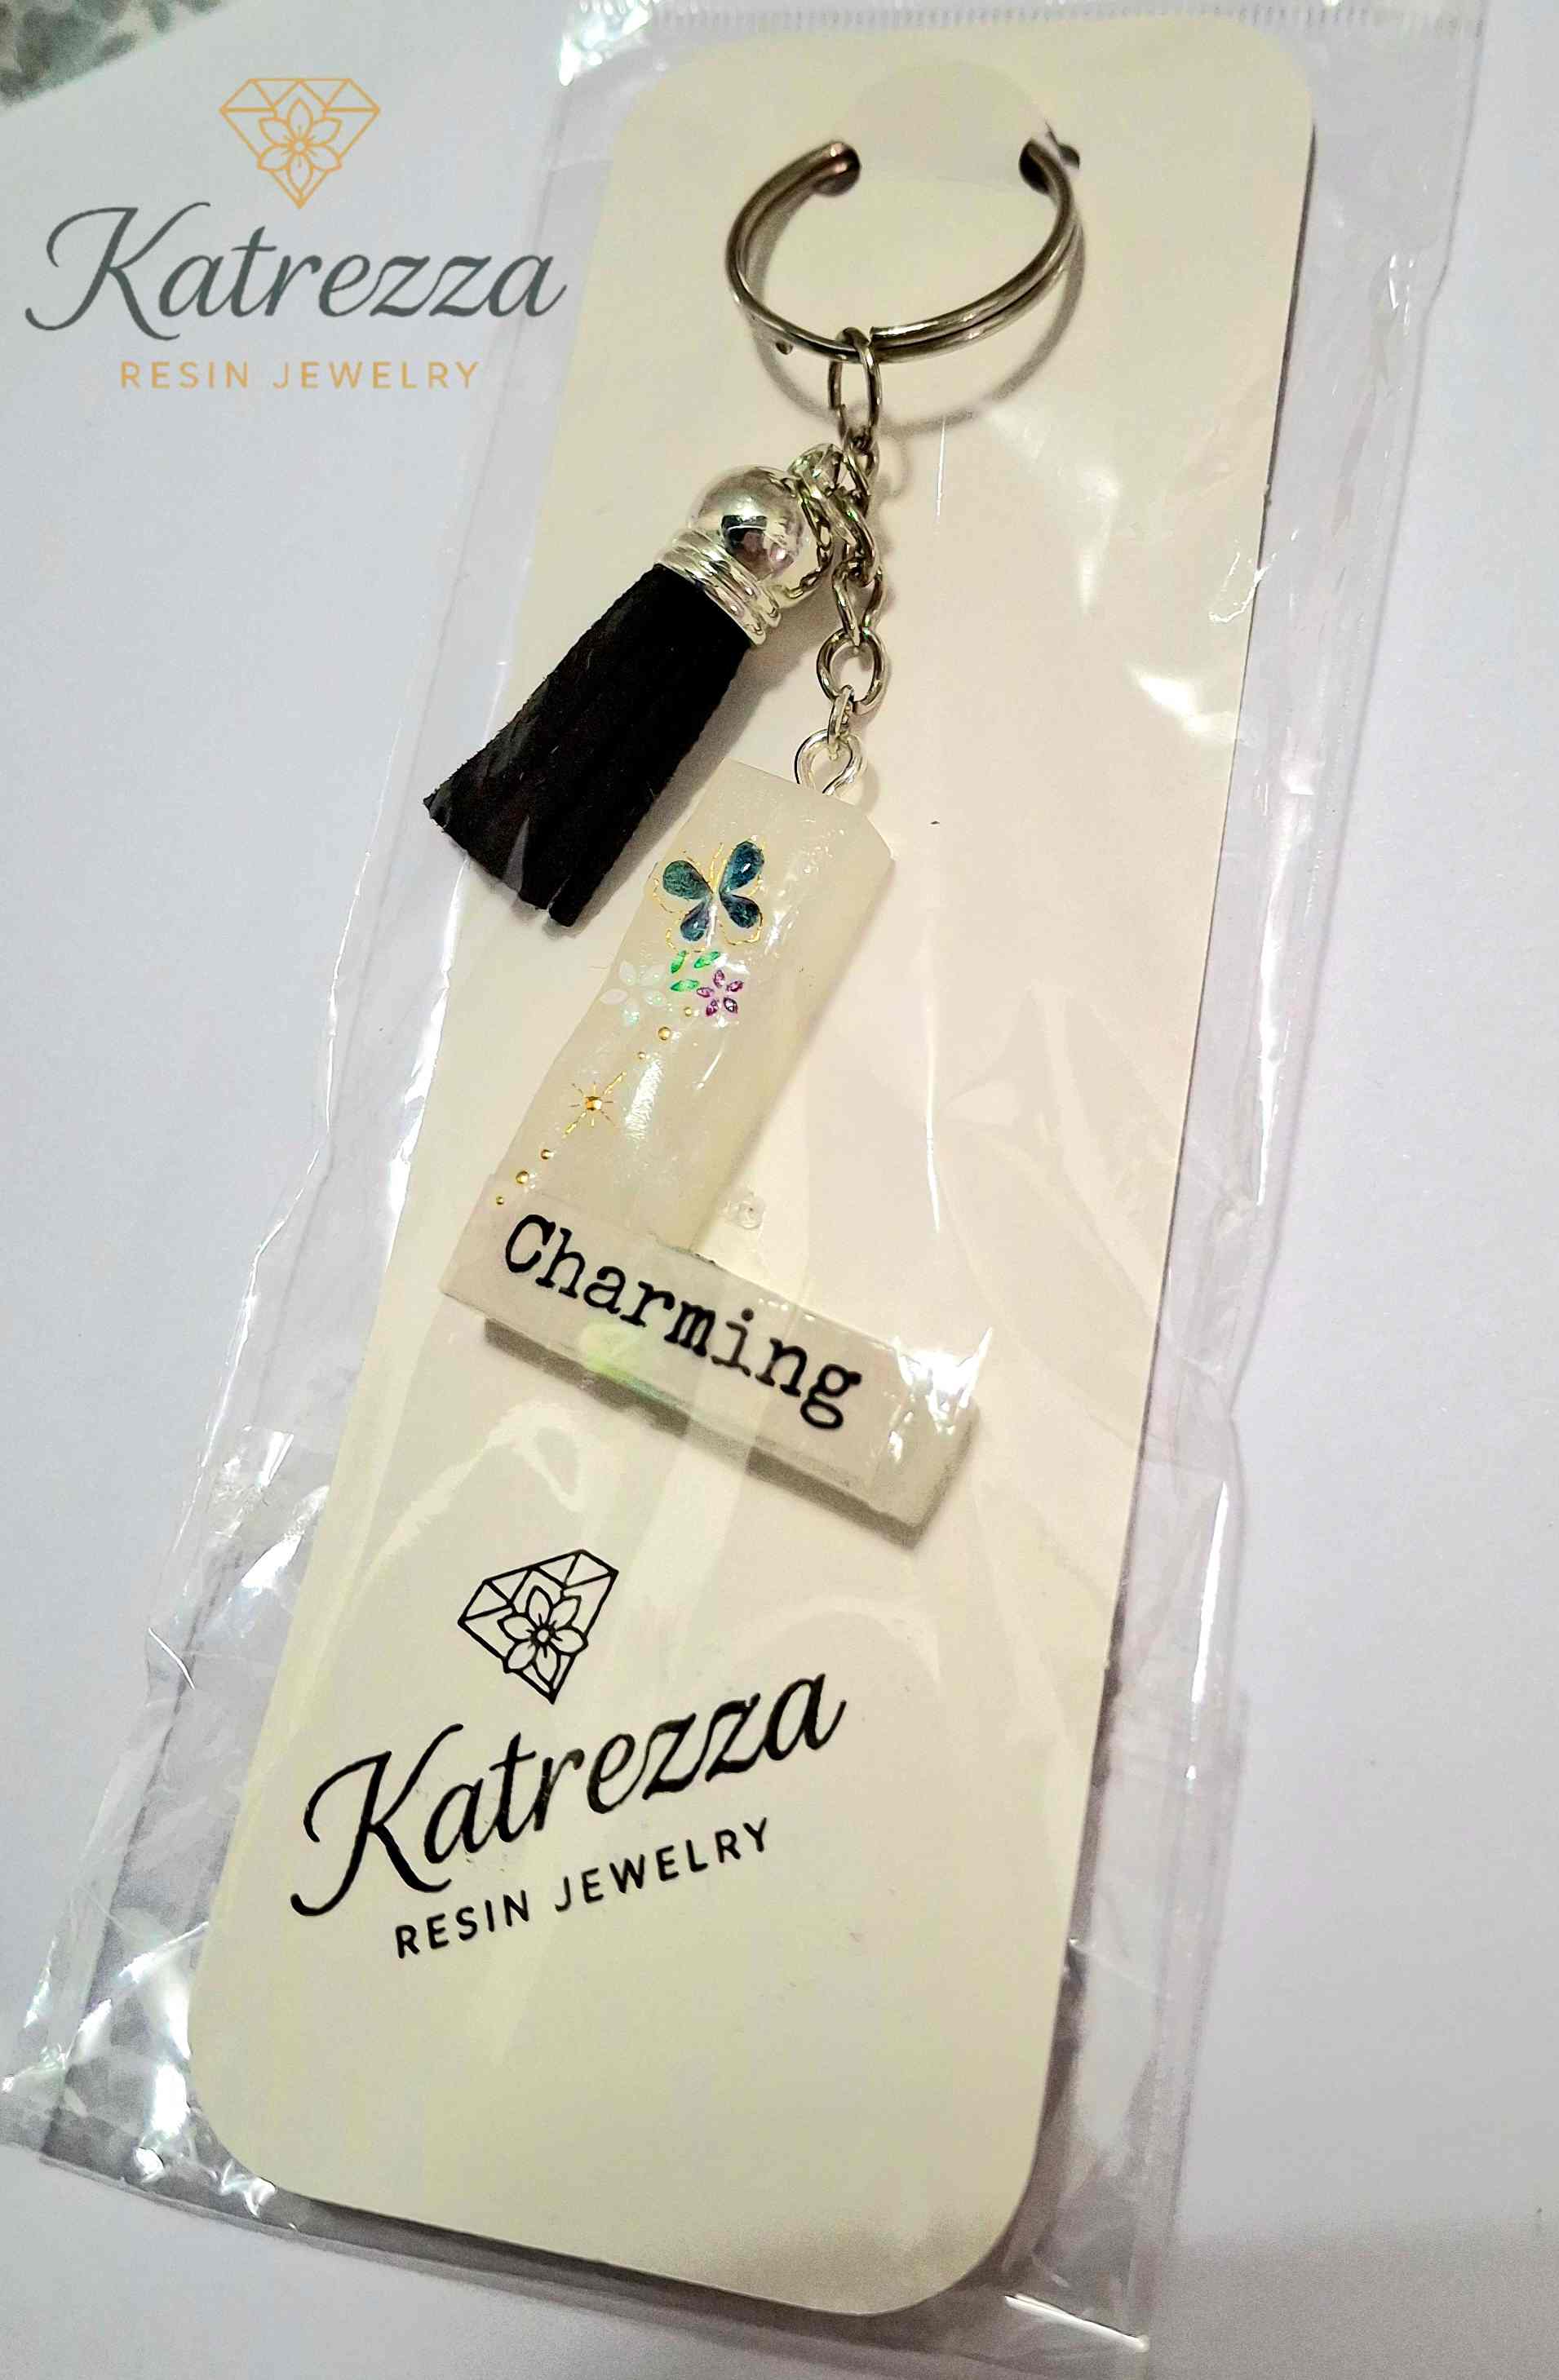 Katrezza
RESIN JEWELRY
Charming
Katrezza
RESIN JEWELRY